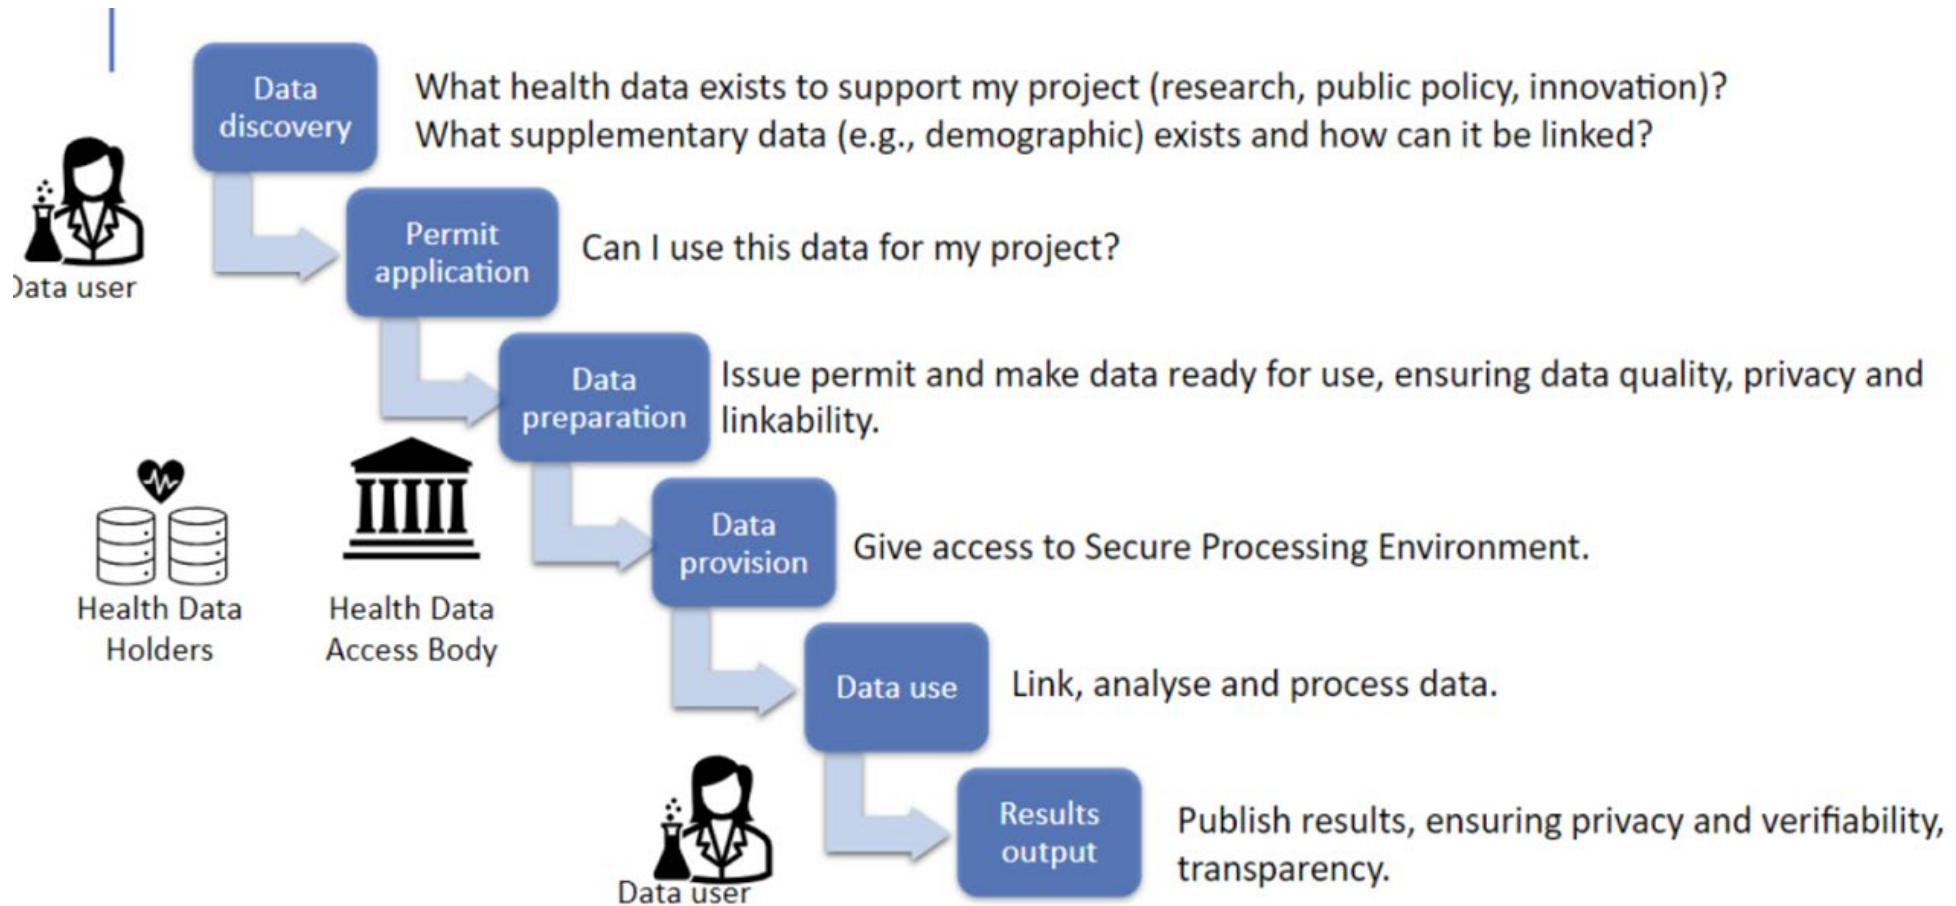 Data
discovery
What health data exists to support my project (research, public policy, innovation)?
What supplementary data (e.g., demographic) exists and how can it be linked?
Data user
Permit
application
Can I use this data for my project?
Data
preparation
Issue permit and make data ready for use, ensuring data quality, privacy and
linkability.
Health Data
Holders
Health Data
Access Body
Data
provision
Give access to Secure Processing Environment.
Data use
Link, analyse and process data.
Data user
Results
output
Publish results, ensuring privacy and verifiability,
transparency.